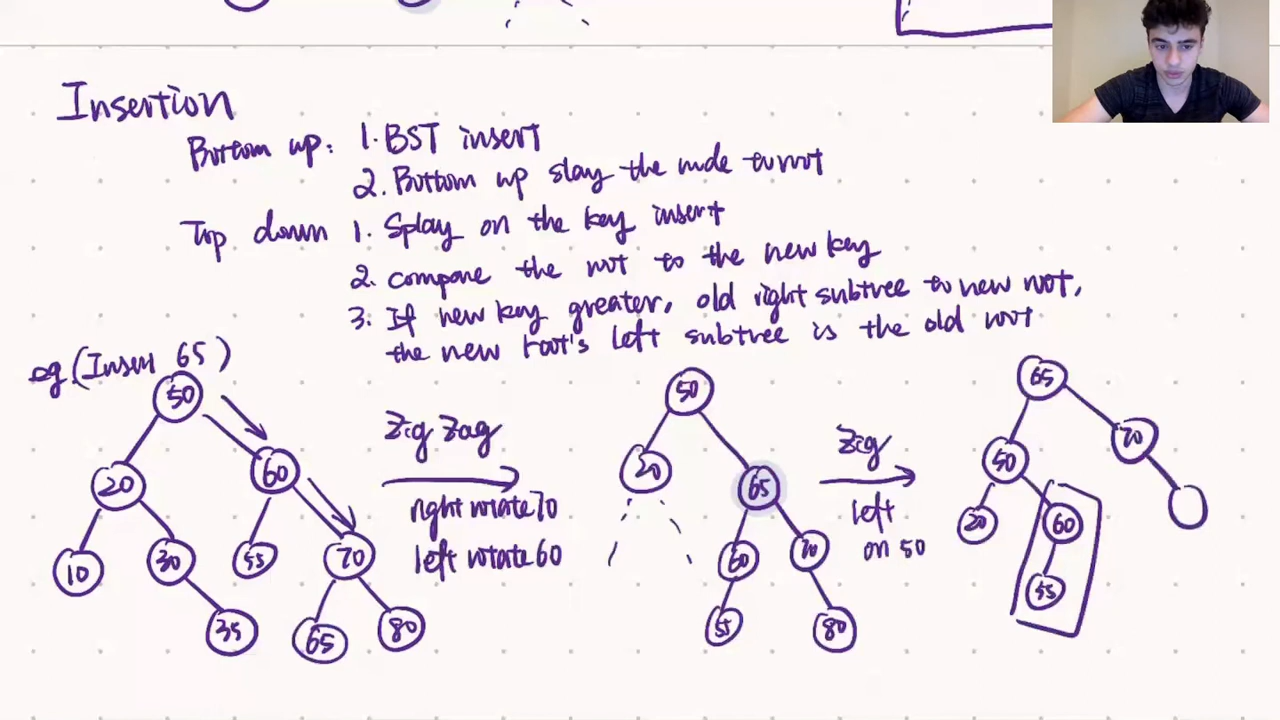 Insertion
Bottom up: 1. BST insert
2. Bottom up slay the node to root
Top down 1. Splay on the key insert
2. compare the root to the new key
3. If new key greater, old right subtree to new root,
the new root's left subtree is the old root
eg. (Insert 65)
50
20 60
10 30 55 70
35 65 80
Zig Zag
right rotate 70
left rotate 60
50
20 65
60 70
55 80
Zig
left
on 50
65
50 70
20 60
55